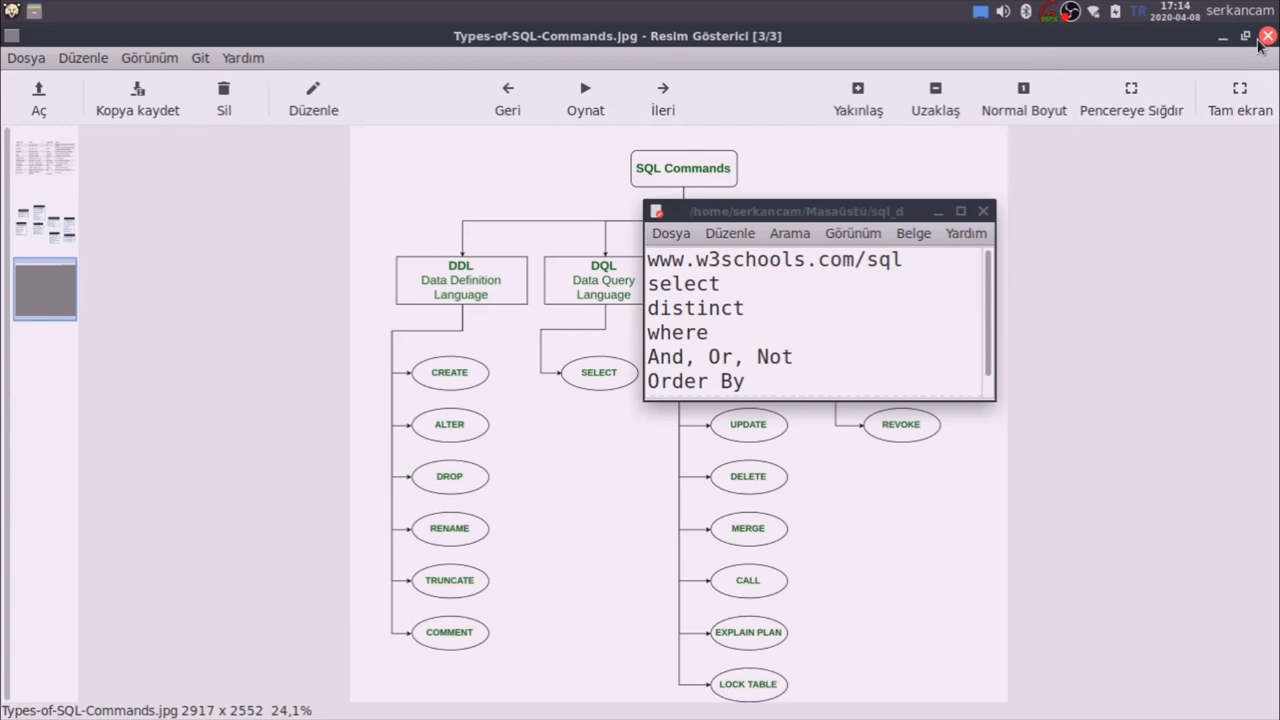 TR
17:14
2020-04-08
serkancam
Types-of-SQL-Commands.jpg - Resim Gösterici [3/3]
Dosya Düzenle Görünüm Git Yardım
Aç Kopya kaydet Sil Düzenle Geri Oynat İleri Yakınlaş Uzaklaş Normal Boyut Pencereye Sığdır Tam ekran
SQL Commands
DDL
Data Definition
Language
DQL
Data Query
Language
CREATE
ALTER
DROP
RENAME
TRUNCATE
COMMENT
SELECT
UPDATE
DELETE
MERGE
CALL
EXPLAIN PLAN
LOCK TABLE
REVOKE
/home/serkancam/Masaüstü/sql_d
Dosya Düzenle Arama Görünüm Belge Yardım
www.w3schools.com/sql
select
distinct
where
And, Or, Not
Order By
Types-of-SQL-Commands.jpg 2917 x 2552 24,1%